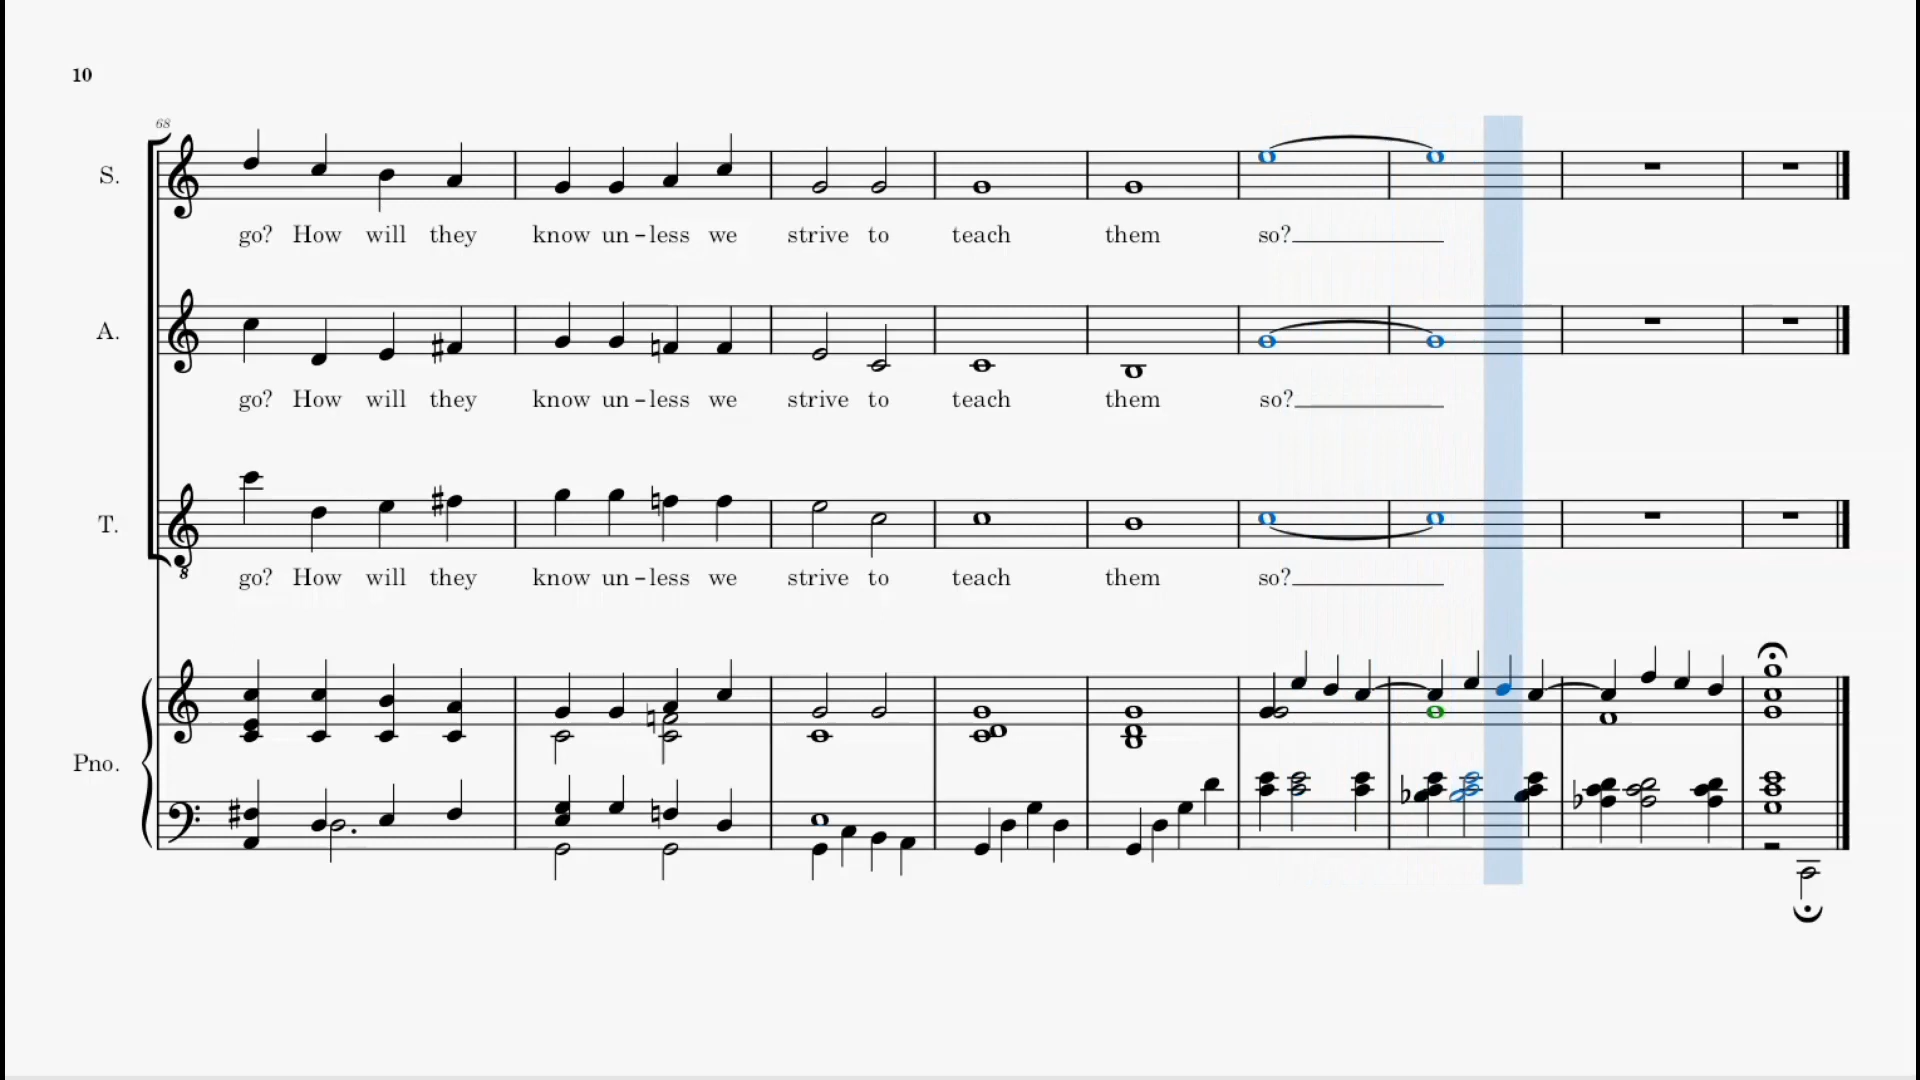 10
68
S.
go? How will they know un-less we strive to teach them so?
A.
go? How will they know un-less we strive to teach them so?
T.
8
go? How will they know un-less we strive to teach them so?
Pno.